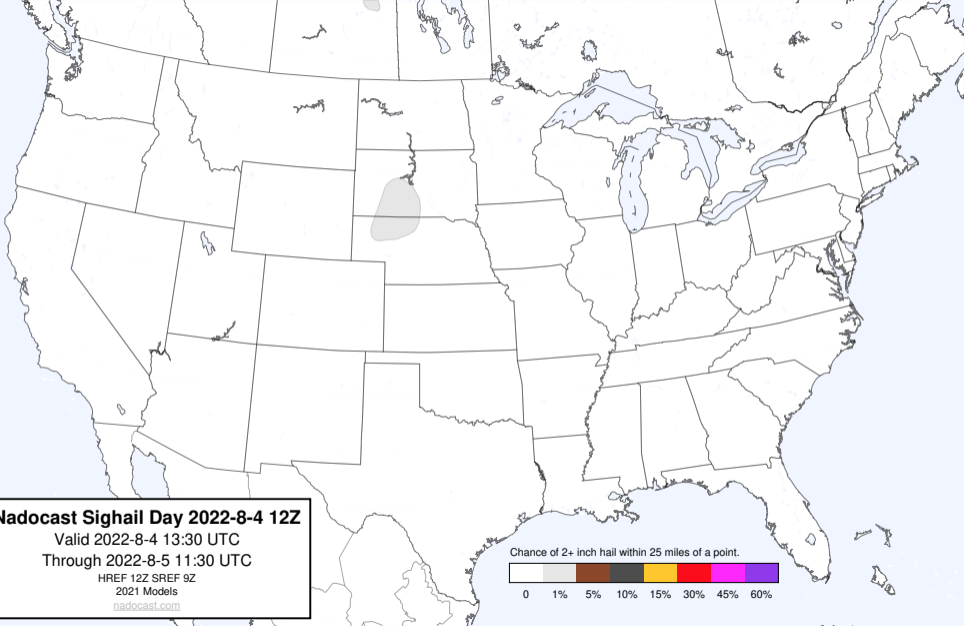 Nadocast Sighail Day 2022-8-4 12Z
Valid 2022-8-4 13:30 UTC
Through 2022-8-5 11:30 UTC
HREF 12Z SREF 9Z
2021 Models
nadocast.com
Chance of 2+ inch hail within 25 miles of a point.
0 1% 5% 10% 15% 30% 45% 60%